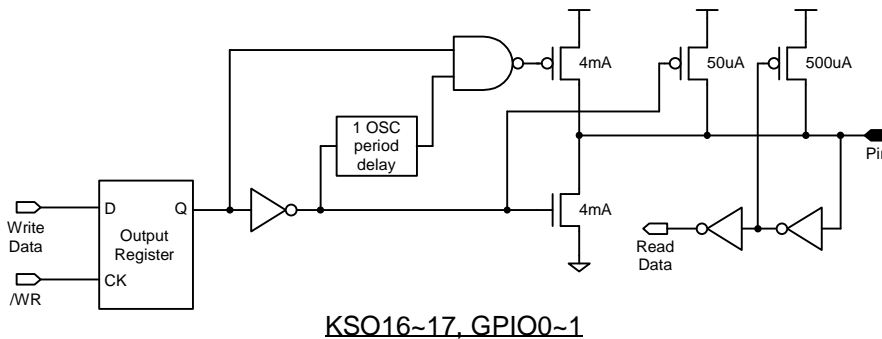 4mA
50uA
500uA
1 OSC
period
delay
Pin
D
Q
Write
Data
Output
Register
4mA
Read
Data
CK
/WR
KSO16~17, GPIO0~1